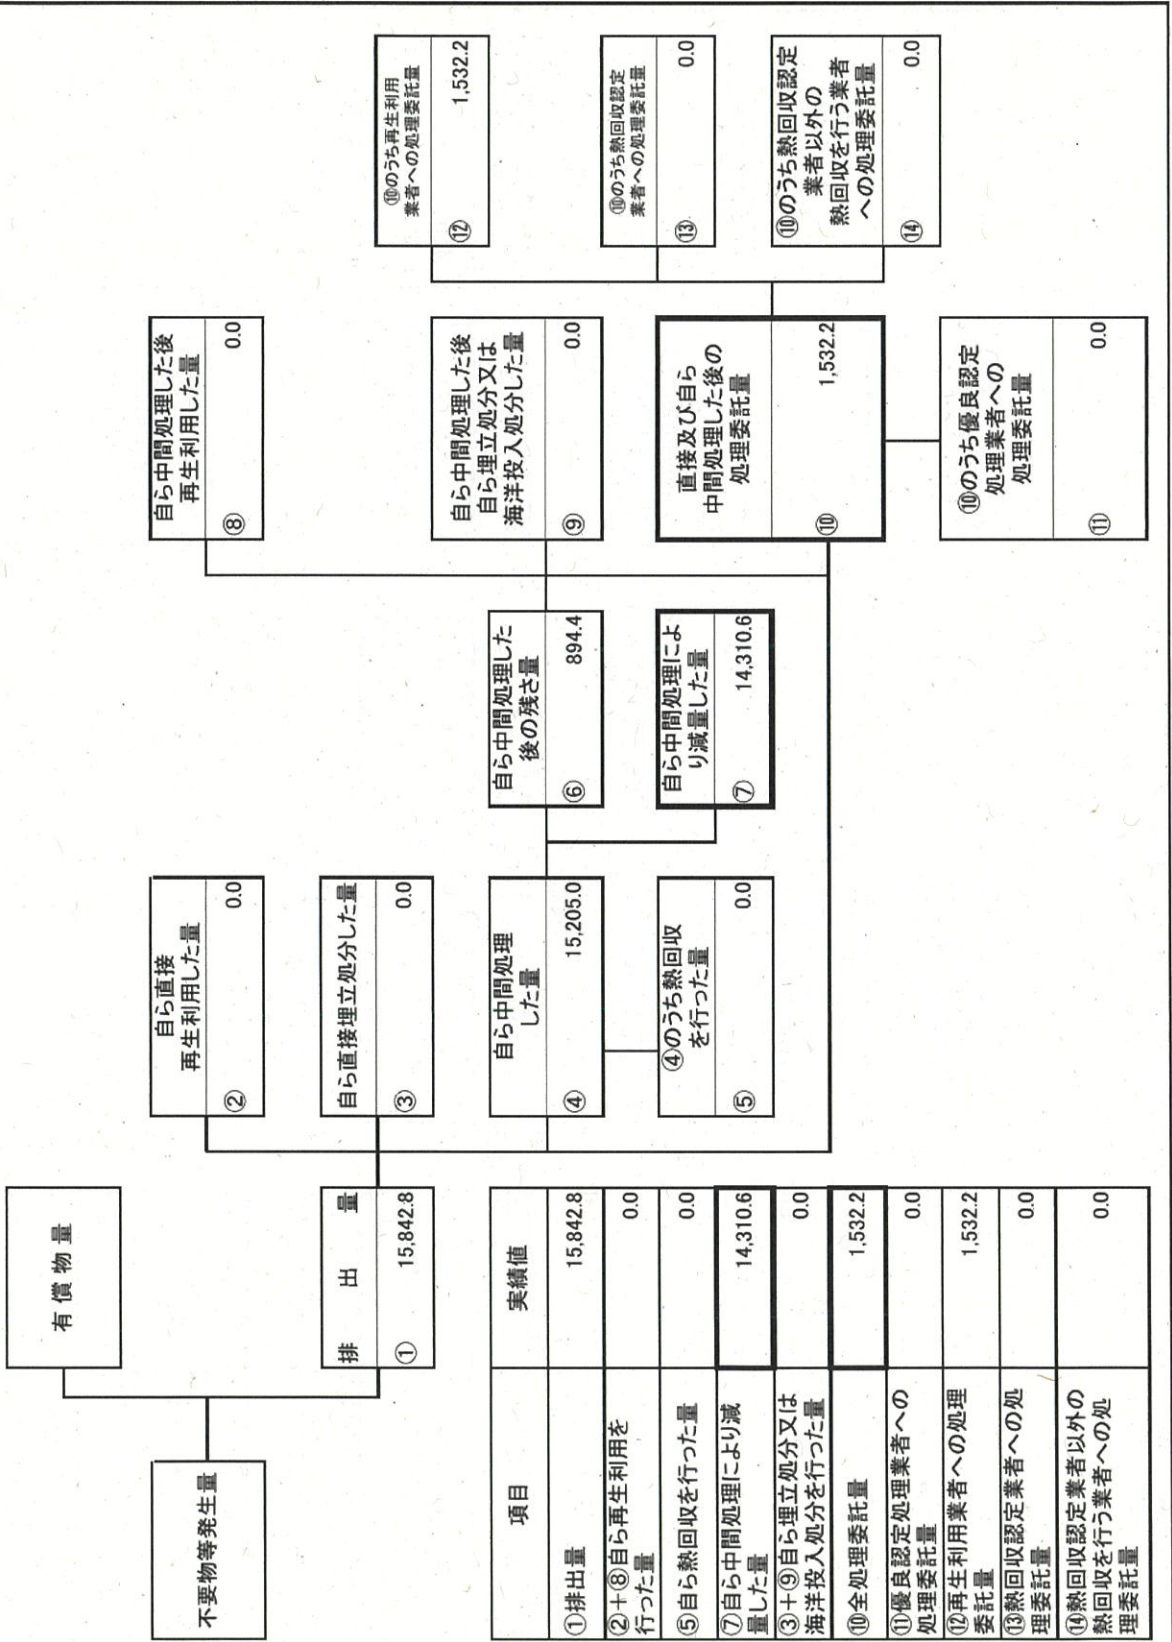 不要物等発生量
有償物量
排出量
① 15,842.8
自ら直接
再生利用した量
② 0.0
自ら直接埋立処分した量
③ 0.0
自ら中間処理
した量
④ 15,205.0
④のうち熱回収
を行った量
⑤ 0.0
自ら中間処理した
後の残さ量
⑥ 894.4
自ら中間処理によ
り減量した量
⑦ 14,310.6
自ら中間処理した後
再生利用した量
⑧ 0.0
自ら中間処理した後
自ら埋立処分又は
海洋投入処分した量
⑨ 0.0
直接及び自ら
中間処理した後の
処理委託量
⑩ 1,532.2
⑩のうち優良認定
処理業者への
処理委託量
⑪ 0.0
⑩のうち再生利用
業者への処理委託量
⑫ 1,532.2
⑩のうち熱回収認定
業者への処理委託量
⑬ 0.0
⑩のうち熱回収認定
業者以外の
熱回収を行う業者
への処理委託量
⑭ 0.0
項目 実績値
①排出量 15,842.8
②+⑧自ら再生利用を
行った量 0.0
⑤自ら熱回収を行った量 0.0
⑦自ら中間処理により減
量した量 14,310.6
③+⑨自ら埋立処分又は
海洋投入処分を行った量 0.0
⑩全処理委託量 1,532.2
⑪優良認定処理業者への
処理委託量 0.0
⑫再生利用業者への処理
委託量 1,532.2
⑬熱回収認定業者への処
理委託量 0.0
⑭熱回収認定業者以外の
熱回収を行う業者への処
理委託量 0.0